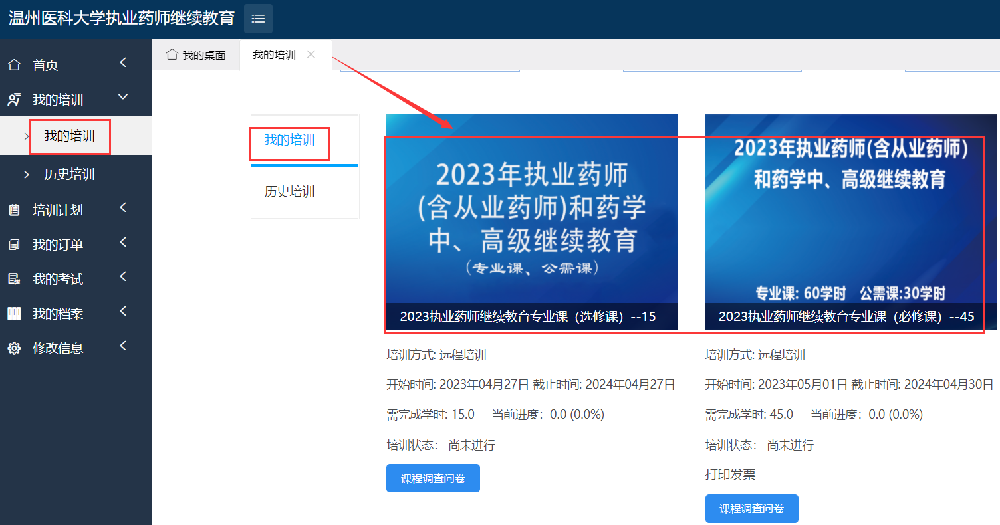 温州医科大学执业药师继续教育
首页
我的培训
我的培训
历史培训
培训计划
我的订单
我的考试
我的档案
修改信息
我的桌面
我的培训
我的培训
历史培训
2023年执业药师
(含从业药师)和药学
中、高级继续教育
(专业课、公需课)
2023执业药师继续教育专业课（选修课）--15
培训方式: 远程培训
开始时间: 2023年04月27日 截止时间: 2024年04月27日
需完成学时: 15.0 当前进度：0.0 (0.0%)
培训状态： 尚未进行
课程调查问卷
2023年执业药师(含从业药师)
和药学中、高级继续教育
专业课: 60学时 公需课:30学时
2023执业药师继续教育专业课（必修课）--45
培训方式: 远程培训
开始时间: 2023年05月01日 截止时间: 2024年04月30日
需完成学时: 45.0 当前进度：0.0 (0.0%)
培训状态： 尚未进行
打印发票
课程调查问卷